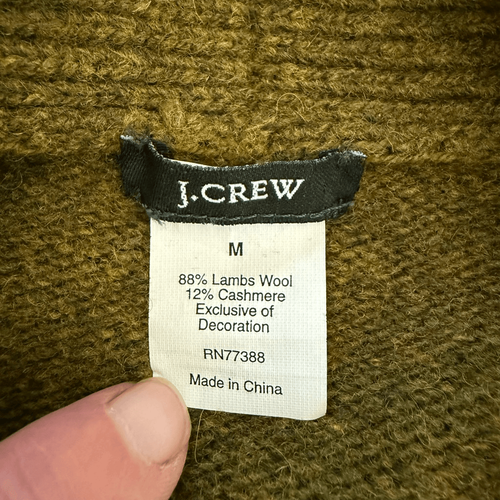 J.CREW
M
88% Lambs Wool
12% Cashmere
Exclusive of
Decoration
RN77388
Made in China